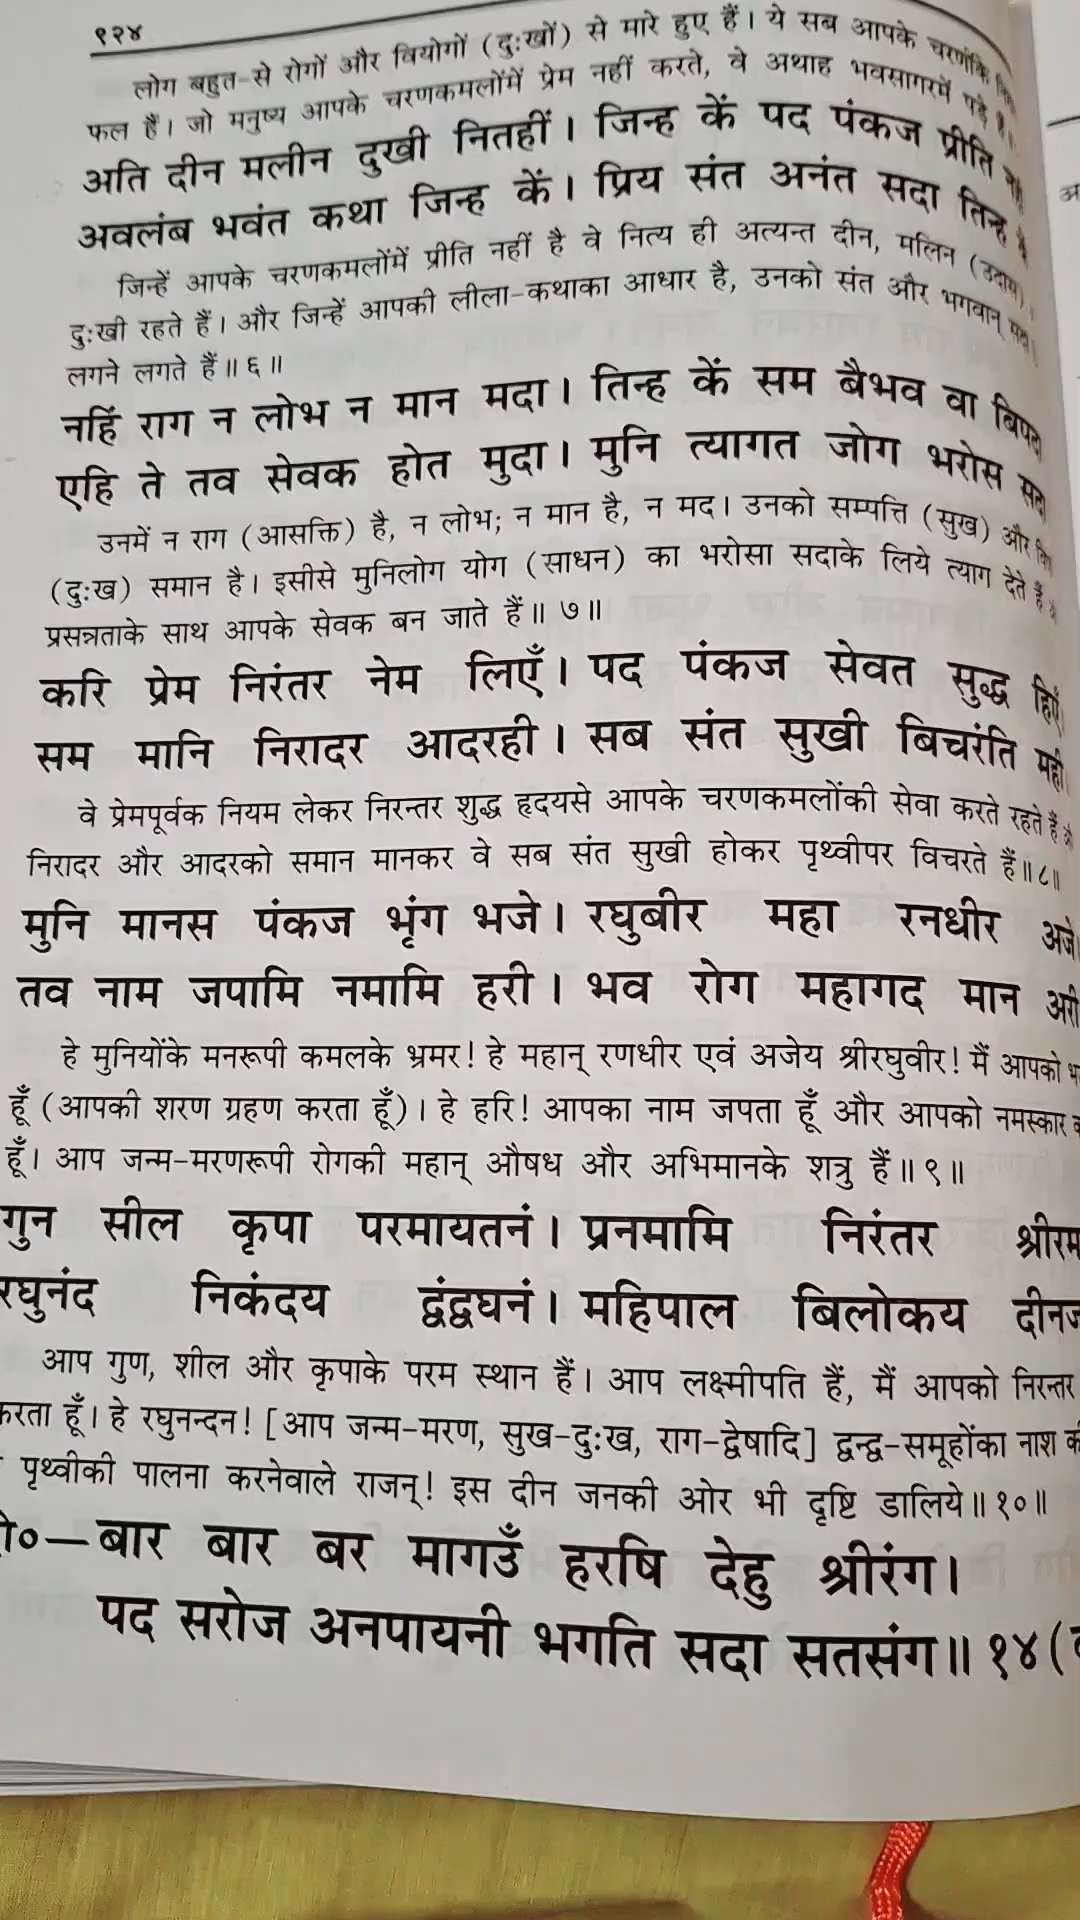 १२४
लोग बहुत-से रोगों और वियोगों (दुःखों) से मारे हुए हैं। ये सब आपके
फल हैं। जो मनुष्य आपके चरणकमलोंमें प्रेम नहीं करते, वे अथाह भवसागरमें पड़े हैं।
अति दीन मलीन दुखी नितहीं। जिन्ह कें पद पंकज प्रीति
अवलंब भवंत कथा जिन्ह कें। प्रिय संत अनंत सदा तिन्ह
जिन्हें आपके चरणकमलोंमें प्रीति नहीं है वे नित्य ही अत्यन्त दीन, मलिन
दुःखी रहते हैं। और जिन्हें आपकी लीला-कथाका आधार है, उनको संत और भगवान्
लगने लगते हैं॥६॥
नहिं राग न लोभ न मान मदा। तिन्ह कें सम बैभव वा बिपदा
एहि ते तव सेवक होत मुदा। मुनि त्यागत जोग भरोस सदा
उनमें न राग (आसक्ति) है, न लोभ; न मान है, न मद। उनको सम्पत्ति (सुख) और
(दुःख) समान है। इसीसे मुनिलोग योग (साधन) का भरोसा सदाके लिये त्याग देते हैं
प्रसन्नताके साथ आपके सेवक बन जाते हैं॥७॥
करि प्रेम निरंतर नेम लिएँ। पद पंकज सेवत सुद्ध हिएँ
सम मानि निरादर आदरही। सब संत सुखी बिचरंति मही
वे प्रेमपूर्वक नियम लेकर निरन्तर शुद्ध हृदयसे आपके चरणकमलोंकी सेवा करते रहते हैं
निरादर और आदरको समान मानकर वे सब संत सुखी होकर पृथ्वीपर विचरते हैं॥८॥
मुनि मानस पंकज भृंग भजे। रघुबीर महा रनधीर अजे
तव नाम जपामि नमामि हरी। भव रोग महागद मान अरी
हे मुनियोंके मनरूपी कमलके भ्रमर! हे महान् रणधीर एवं अजेय श्रीरघुवीर! मैं आपको
हूँ (आपकी शरण ग्रहण करता हूँ)। हे हरि! आपका नाम जपता हूँ और आपको नमस्कार
हूँ। आप जन्म-मरणरूपी रोगकी महान् औषध और अभिमानके शत्रु हैं॥९॥
गुन सील कृपा परमायतनं। प्रनमामि निरंतर श्रीरम
रघुनंद निकंदय द्वंद्वघनं। महिपाल बिलोकय दीनज
आप गुण, शील और कृपाके परम स्थान हैं। आप लक्ष्मीपति हैं, मैं आपको निरन्तर
करता हूँ। हे रघुनन्दन! [आप जन्म-मरण, सुख-दुःख, राग-द्वेषादि] द्वन्द्व-समूहोंका नाश
पृथ्वीकी पालना करनेवाले राजन्! इस दीन जनकी ओर भी दृष्टि डालिये॥१०॥
दो०—बार बार बर मागउँ हरषि देहु श्रीरंग।
पद सरोज अनपायनी भगति सदा सतसंग॥१४(